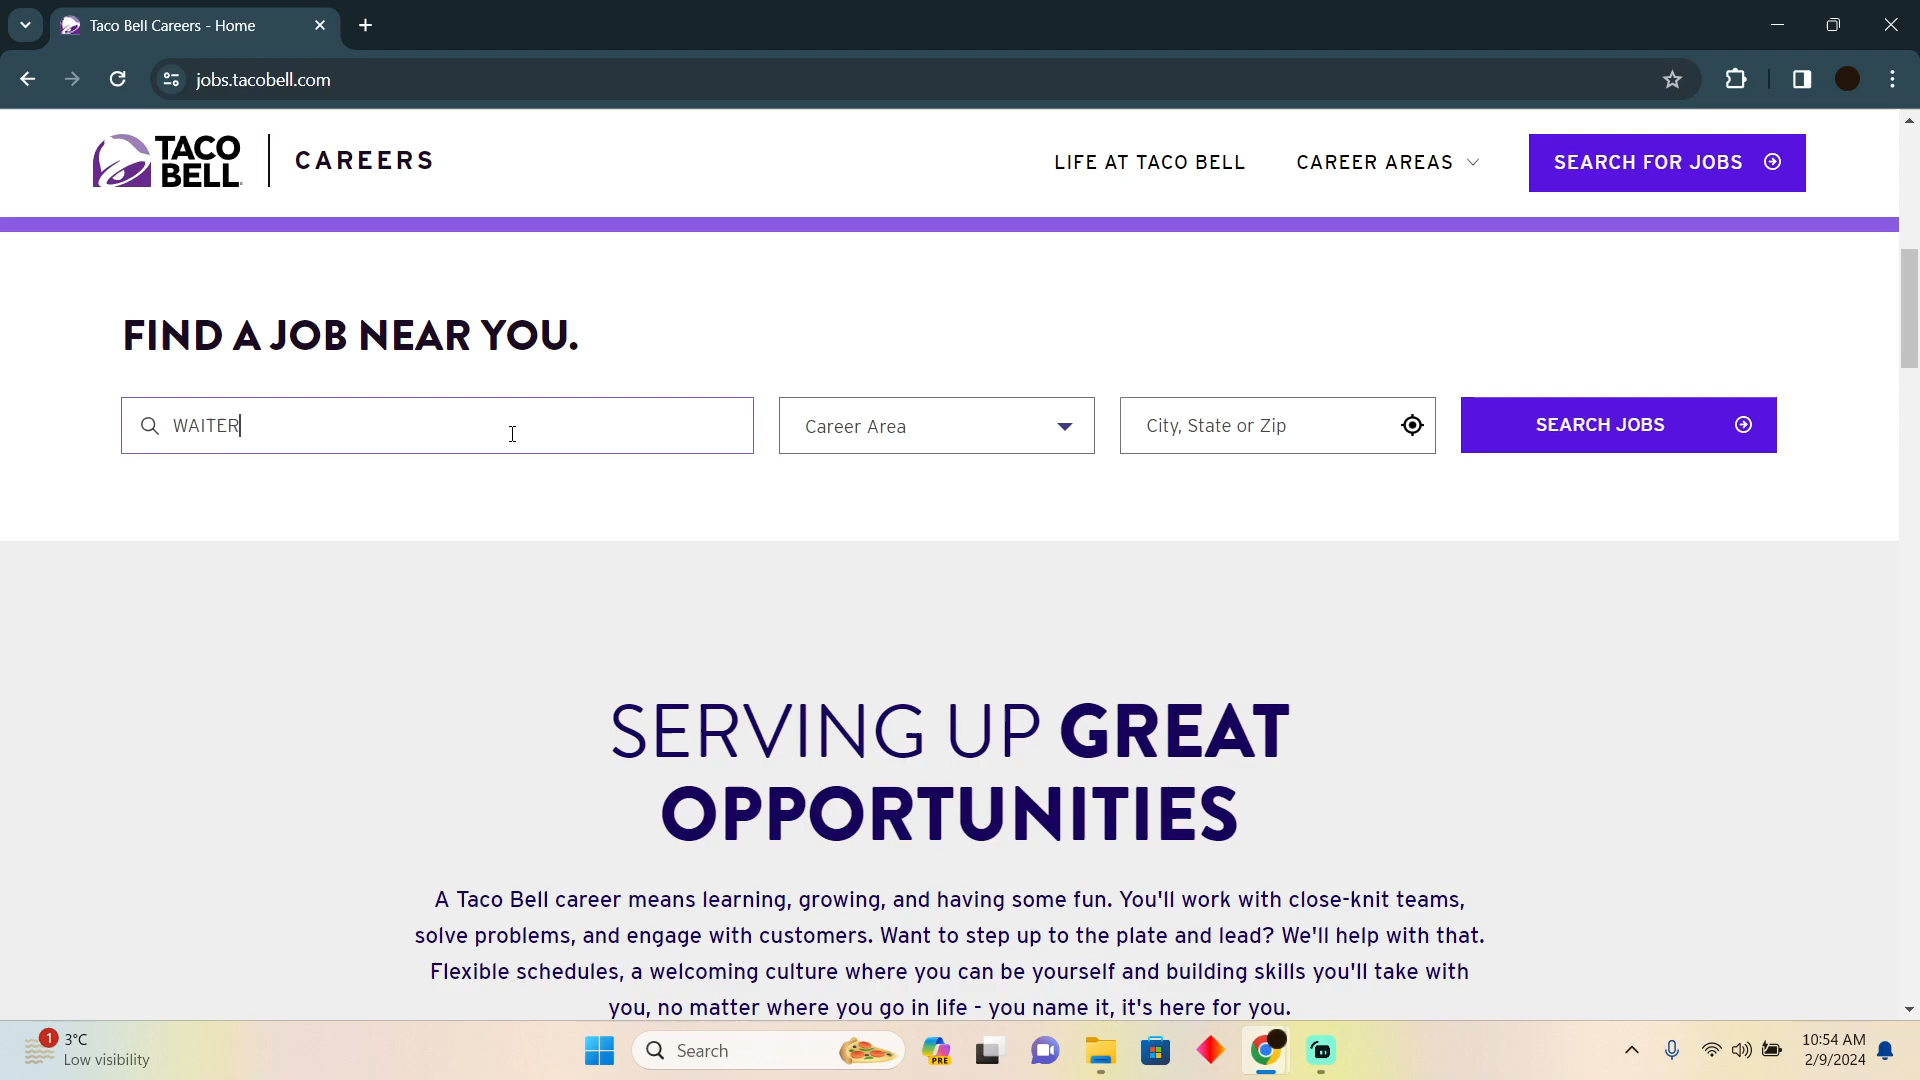 Taco Bell Careers - Home
jobs.tacobell.com
TACO
BELL
CAREERS
LIFE AT TACO BELL
CAREER AREAS
SEARCH FOR JOBS
FIND A JOB NEAR YOU.
WAITER
Career Area
City, State or Zip
SEARCH JOBS
SERVING UP GREAT
OPPORTUNITIES
A Taco Bell career means learning, growing, and having some fun. You'll work with close-knit teams,
solve problems, and engage with customers. Want to step up to the plate and lead? We'll help with that.
Flexible schedules, a welcoming culture where you can be yourself and building skills you'll take with
you, no matter where you go in life - you name it, it's here for you.
1
3°C
Low visibility
Search
PRE
10:54 AM
2/9/2024